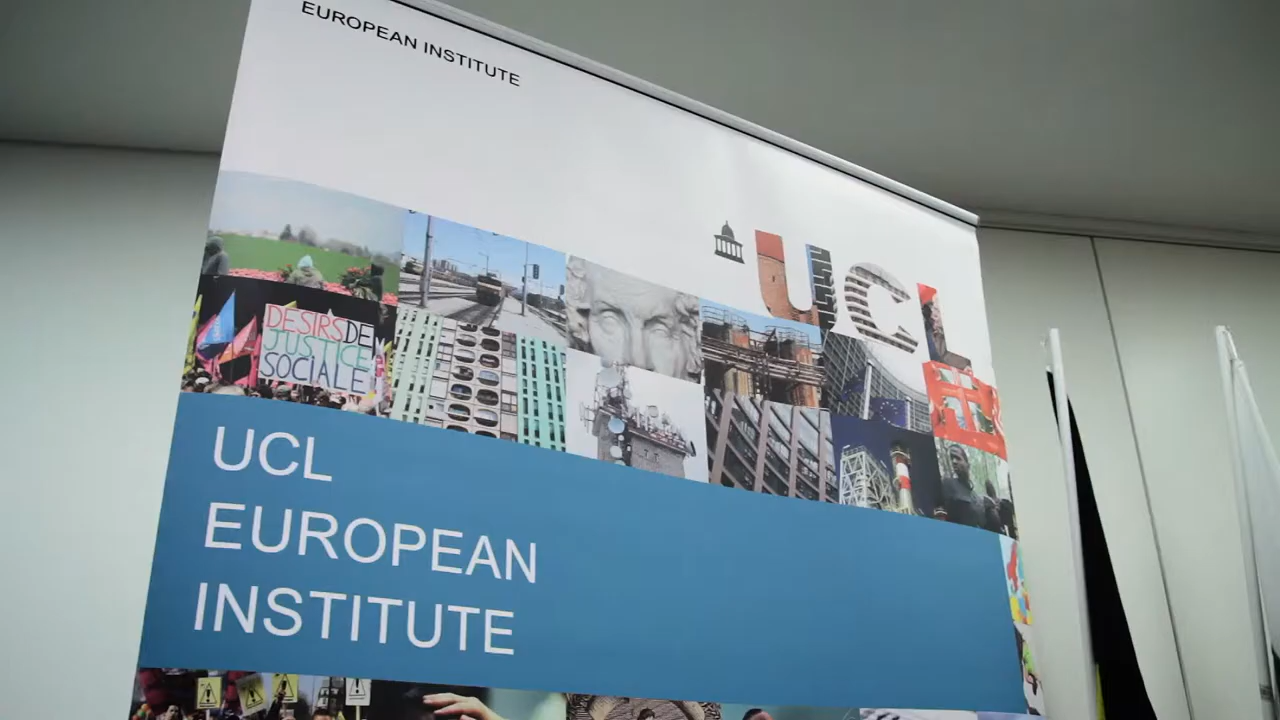 EUROPEAN INSTITUTE
UCL
DESIRS DE
JUSTICE
SOCIALE
UCL
EUROPEAN
INSTITUTE